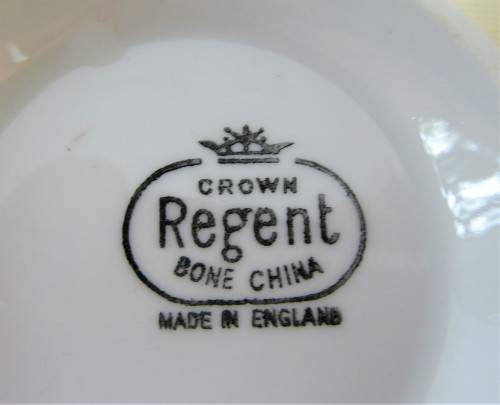 CROWN
Regent
BONE CHINA
MADE IN ENGLAND